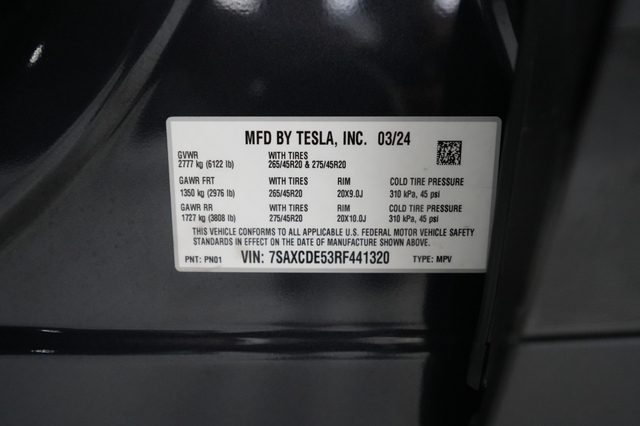 MFD BY TESLA, INC. 03/24
GVWR WITH TIRES
2777 kg (6122 lb) 265/45R20 & 275/45R20
GAWR FRT WITH TIRES RIM COLD TIRE PRESSURE
1350 kg (2976 lb) 265/45R20 20X9.0J 310 kPa, 45 psi
GAWR RR WITH TIRES RIM COLD TIRE PRESSURE
1727 kg (3808 lb) 275/45R20 20X10.0J 310 kPa, 45 psi
THIS VEHICLE CONFORMS TO ALL APPLICABLE U.S. FEDERAL MOTOR VEHICLE SAFETY
STANDARDS IN EFFECT ON THE DATE OF MANUFACTURE SHOWN ABOVE.
PNT: PN01 VIN: 7SAXCDE53RF441320 TYPE: MPV